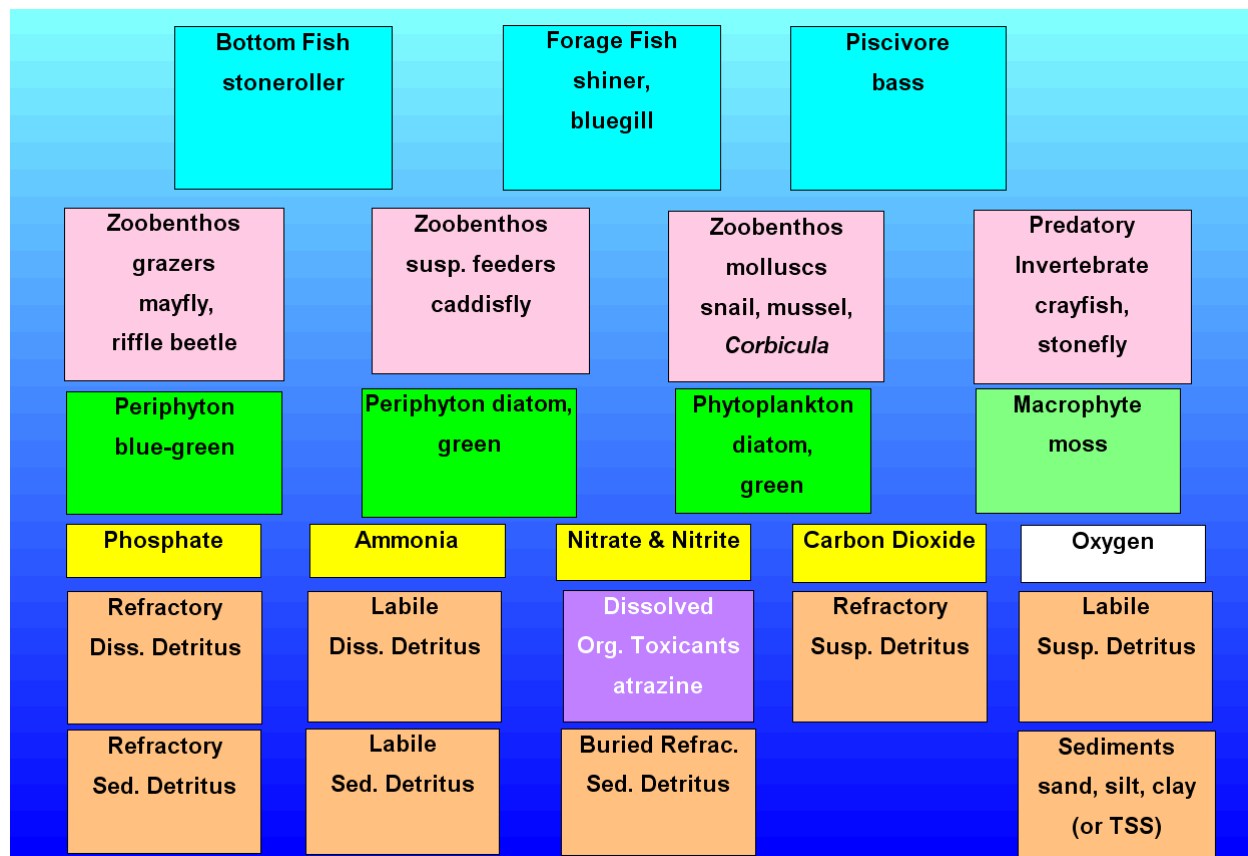 Bottom Fish
stoneroller
Forage Fish
shiner,
bluegill
Piscivore
bass
Zoobenthos
grazers
mayfly,
riffle beetle
Zoobenthos
susp. feeders
caddisfly
Zoobenthos
molluscs
snail, mussel,
Corbicula
Predatory
Invertebrate
crayfish,
stonefly
Periphyton
blue-green
Periphyton diatom,
green
Phytoplankton
diatom,
green
Macrophyte
moss
Phosphate
Ammonia
Nitrate & Nitrite
Carbon Dioxide
Oxygen
Refractory
Diss. Detritus
Labile
Diss. Detritus
Dissolved
Org. Toxicants
atrazine
Refractory
Susp. Detritus
Labile
Susp. Detritus
Refractory
Sed. Detritus
Labile
Sed. Detritus
Buried Refrac.
Sed. Detritus
Sediments
sand, silt, clay
(or TSS)